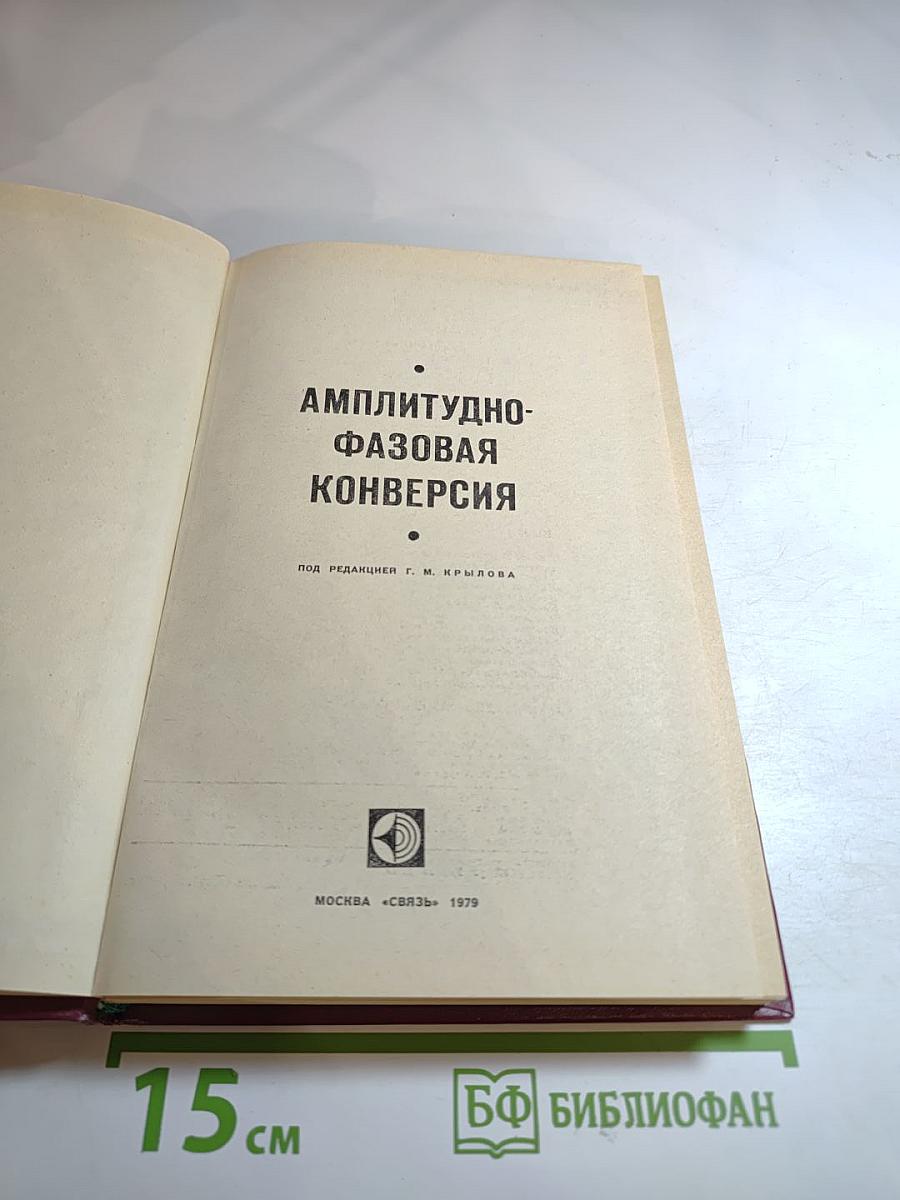 АМПЛИТУДНО-
ФАЗОВАЯ
КОНВЕРСИЯ
ПОД РЕДАКЦИЕЙ Г. М. КРЫЛОВА
МОСКВА «СВЯЗЬ» 1979
15 см
БФ БИБЛИОФАН